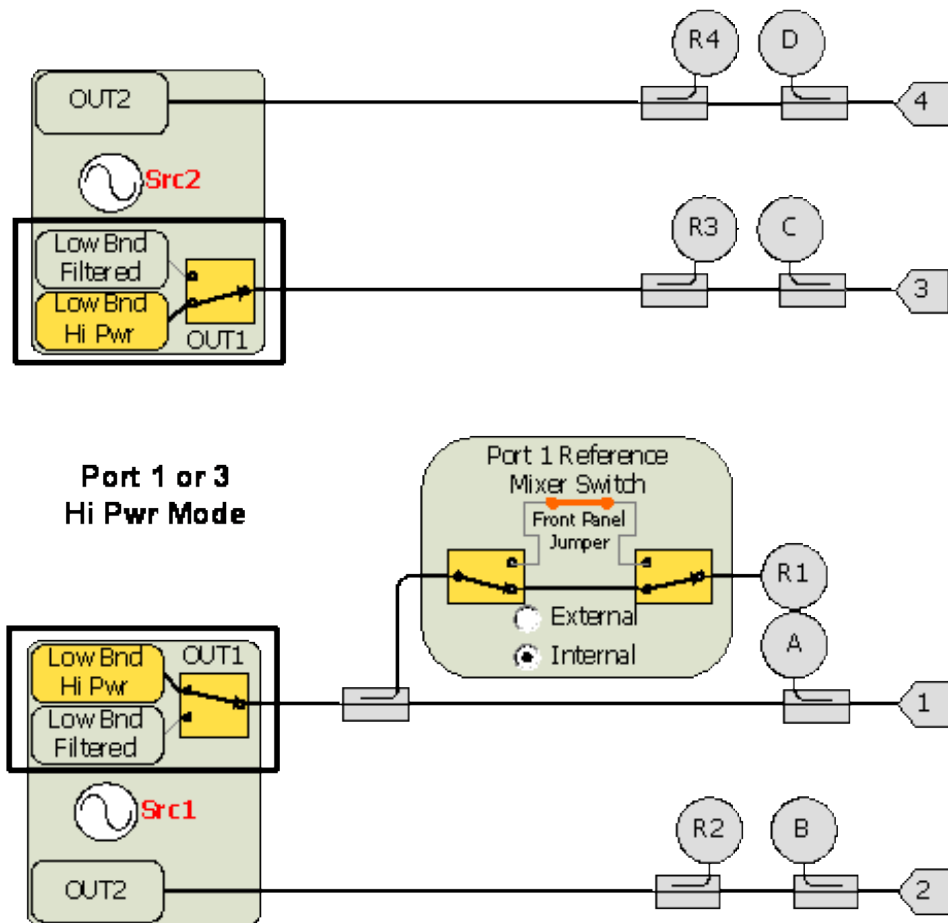 R4
D
OUT2
4
Src2
Low Bnd
Filtered
Low Bnd
Hi Pwr
OUT1
R3
C
3
Port 1 or 3
Hi Pwr Mode
Port 1 Reference
Mixer Switch
Front Panel
Jumper
External
Internal
R1
A
OUT1
Low Bnd
Hi Pwr
Low Bnd
Filtered
1
Src1
OUT2
R2
B
2